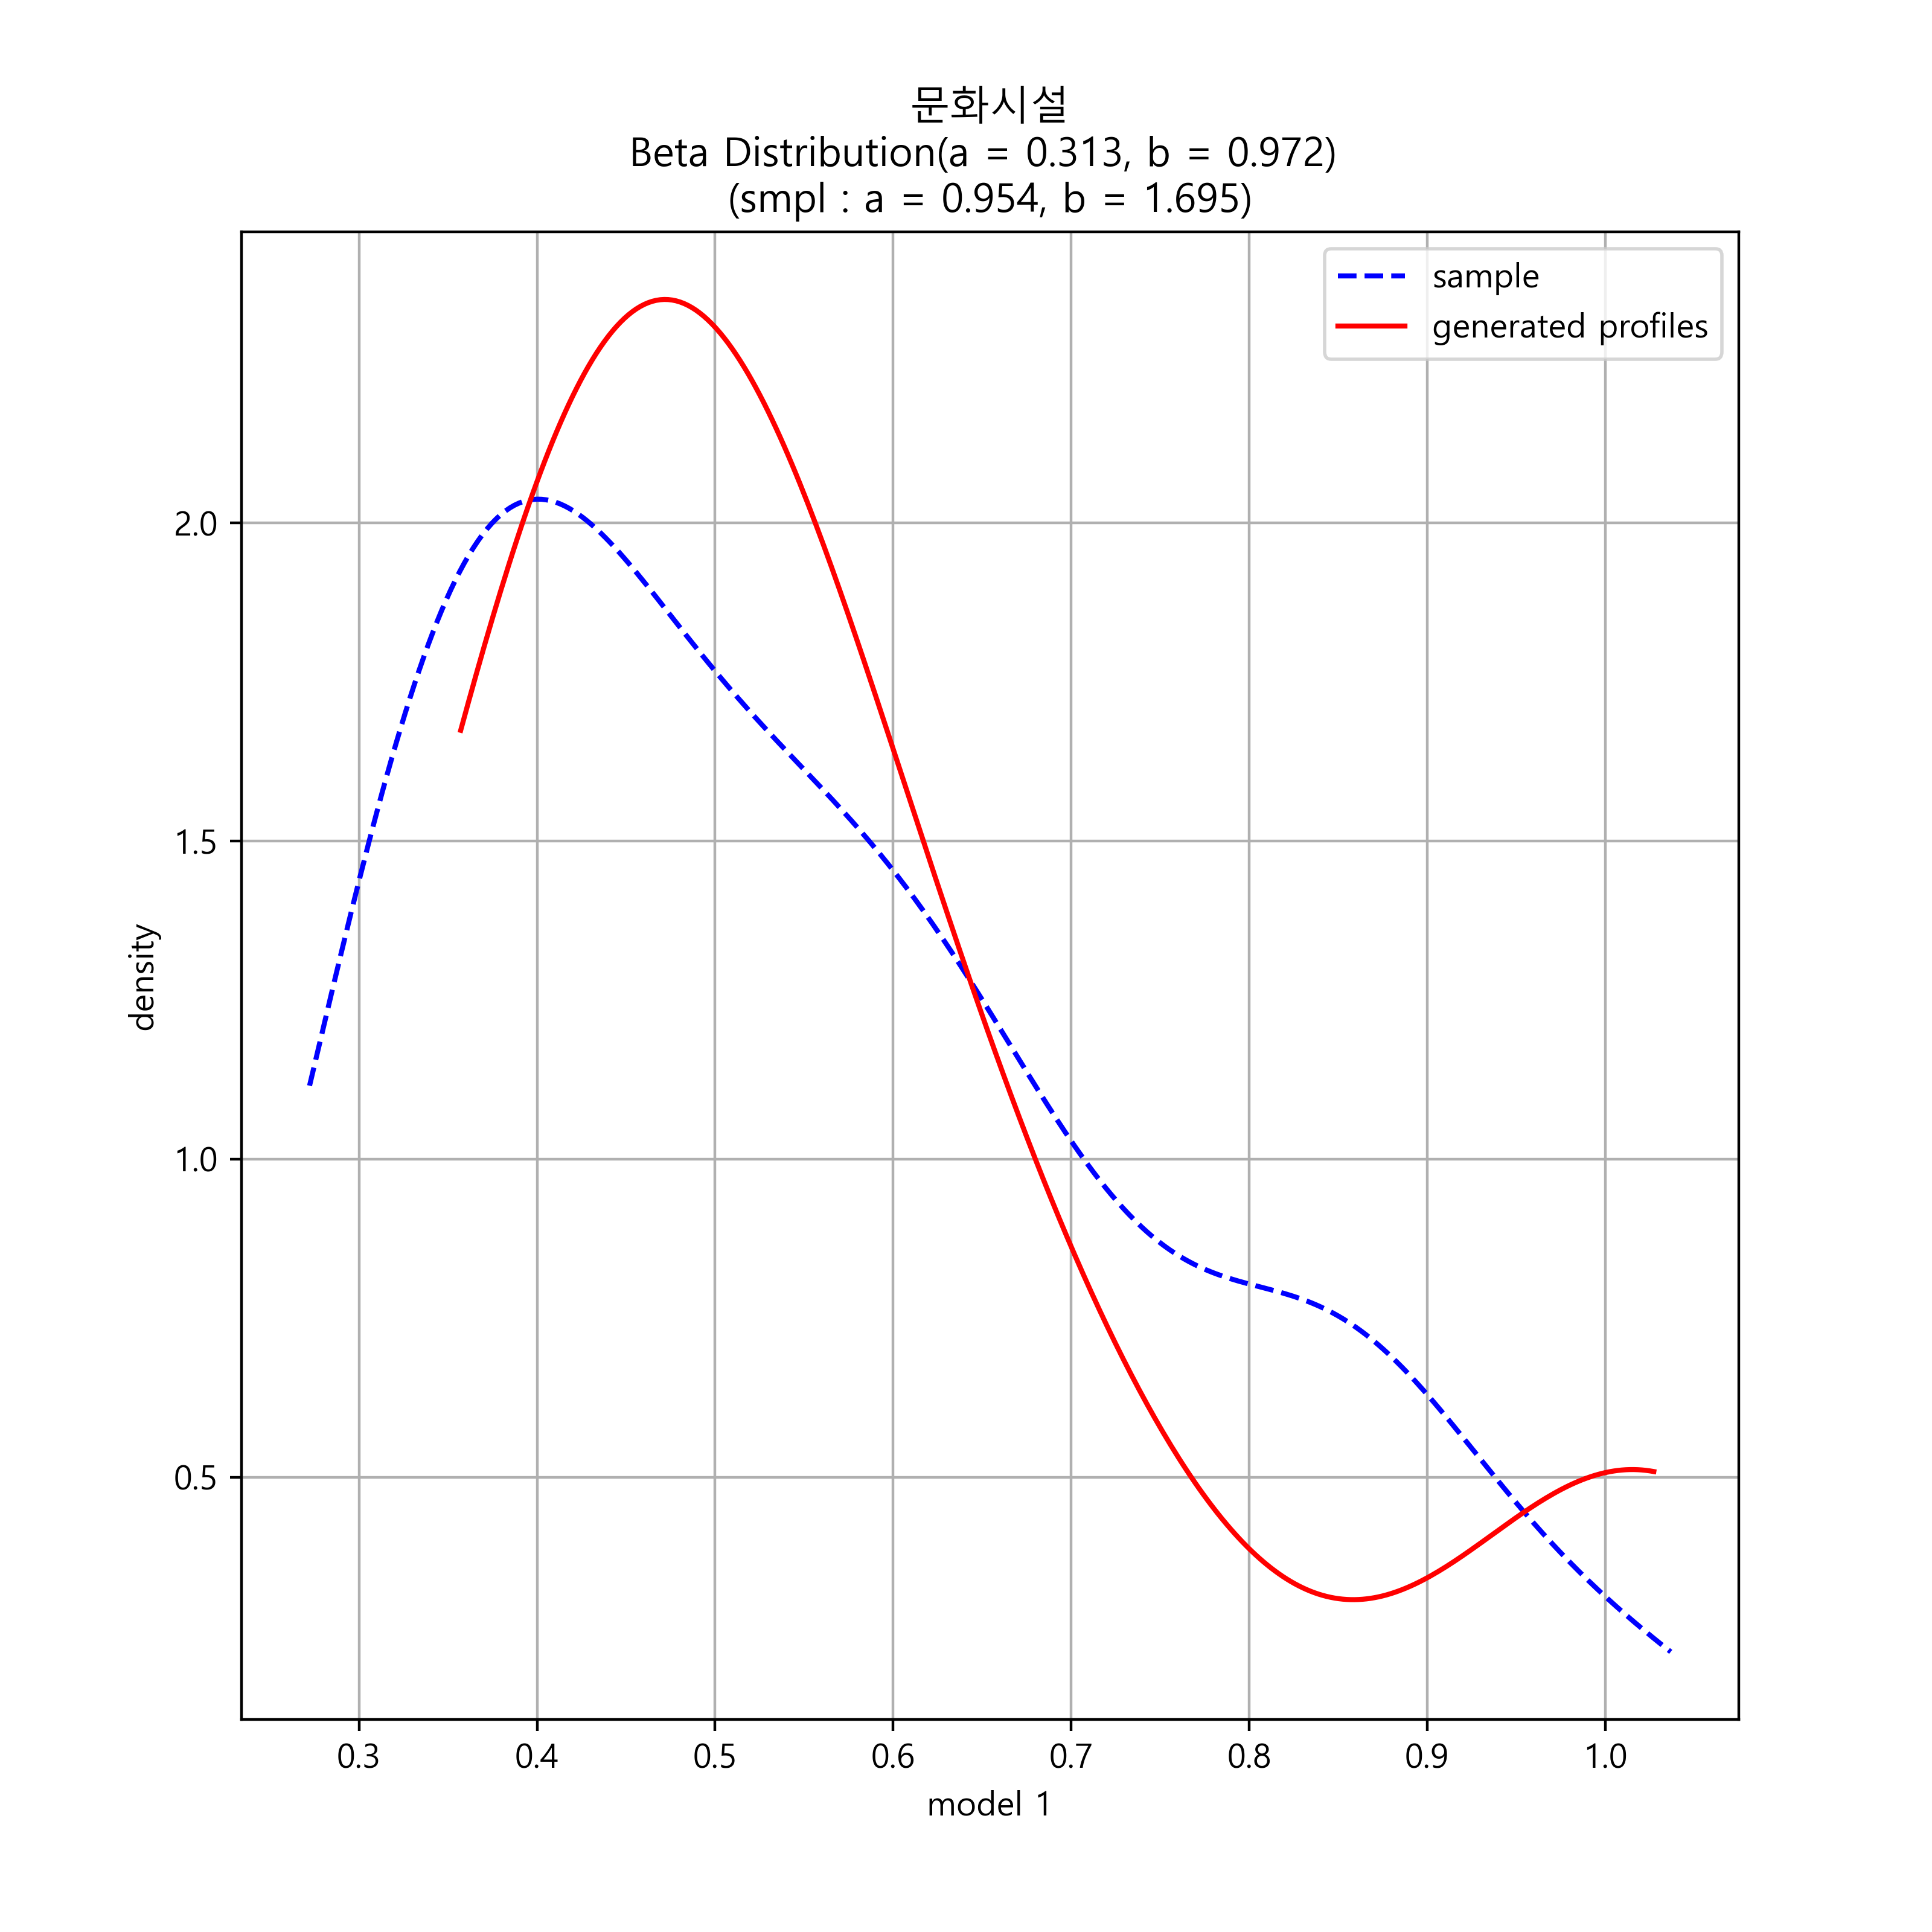 문화시설
Beta Distribution(a = 0.313, b = 0.972)
(smpl : a = 0.954, b = 1.695)
sample
generated profiles
density
2.0
1.5
1.0
0.5
0.3 0.4 0.5 0.6 0.7 0.8 0.9 1.0
model 1